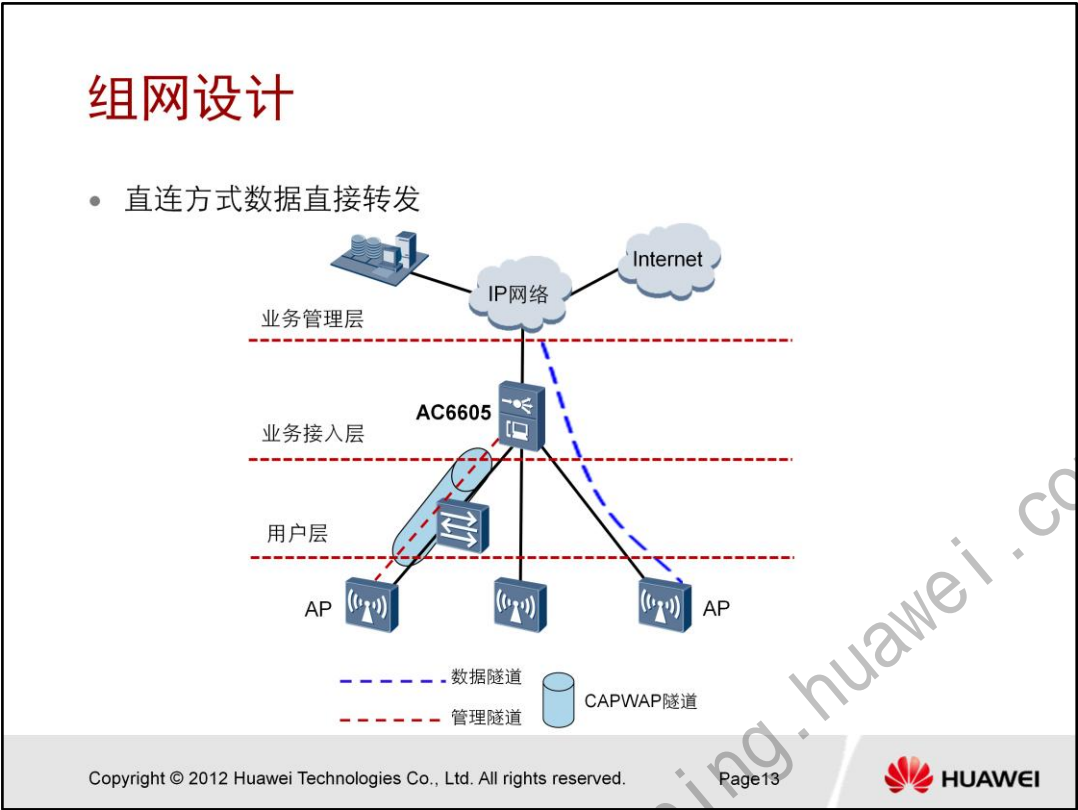 组网设计
• 直连方式数据直接转发
Internet
IP网络
业务管理层
AC6605
业务接入层
用户层
AP
AP
数据隧道
CAPWAP隧道
管理隧道
ing.huawei.co
Copyright © 2012 Huawei Technologies Co., Ltd. All rights reserved.
Page13
HUAWEI